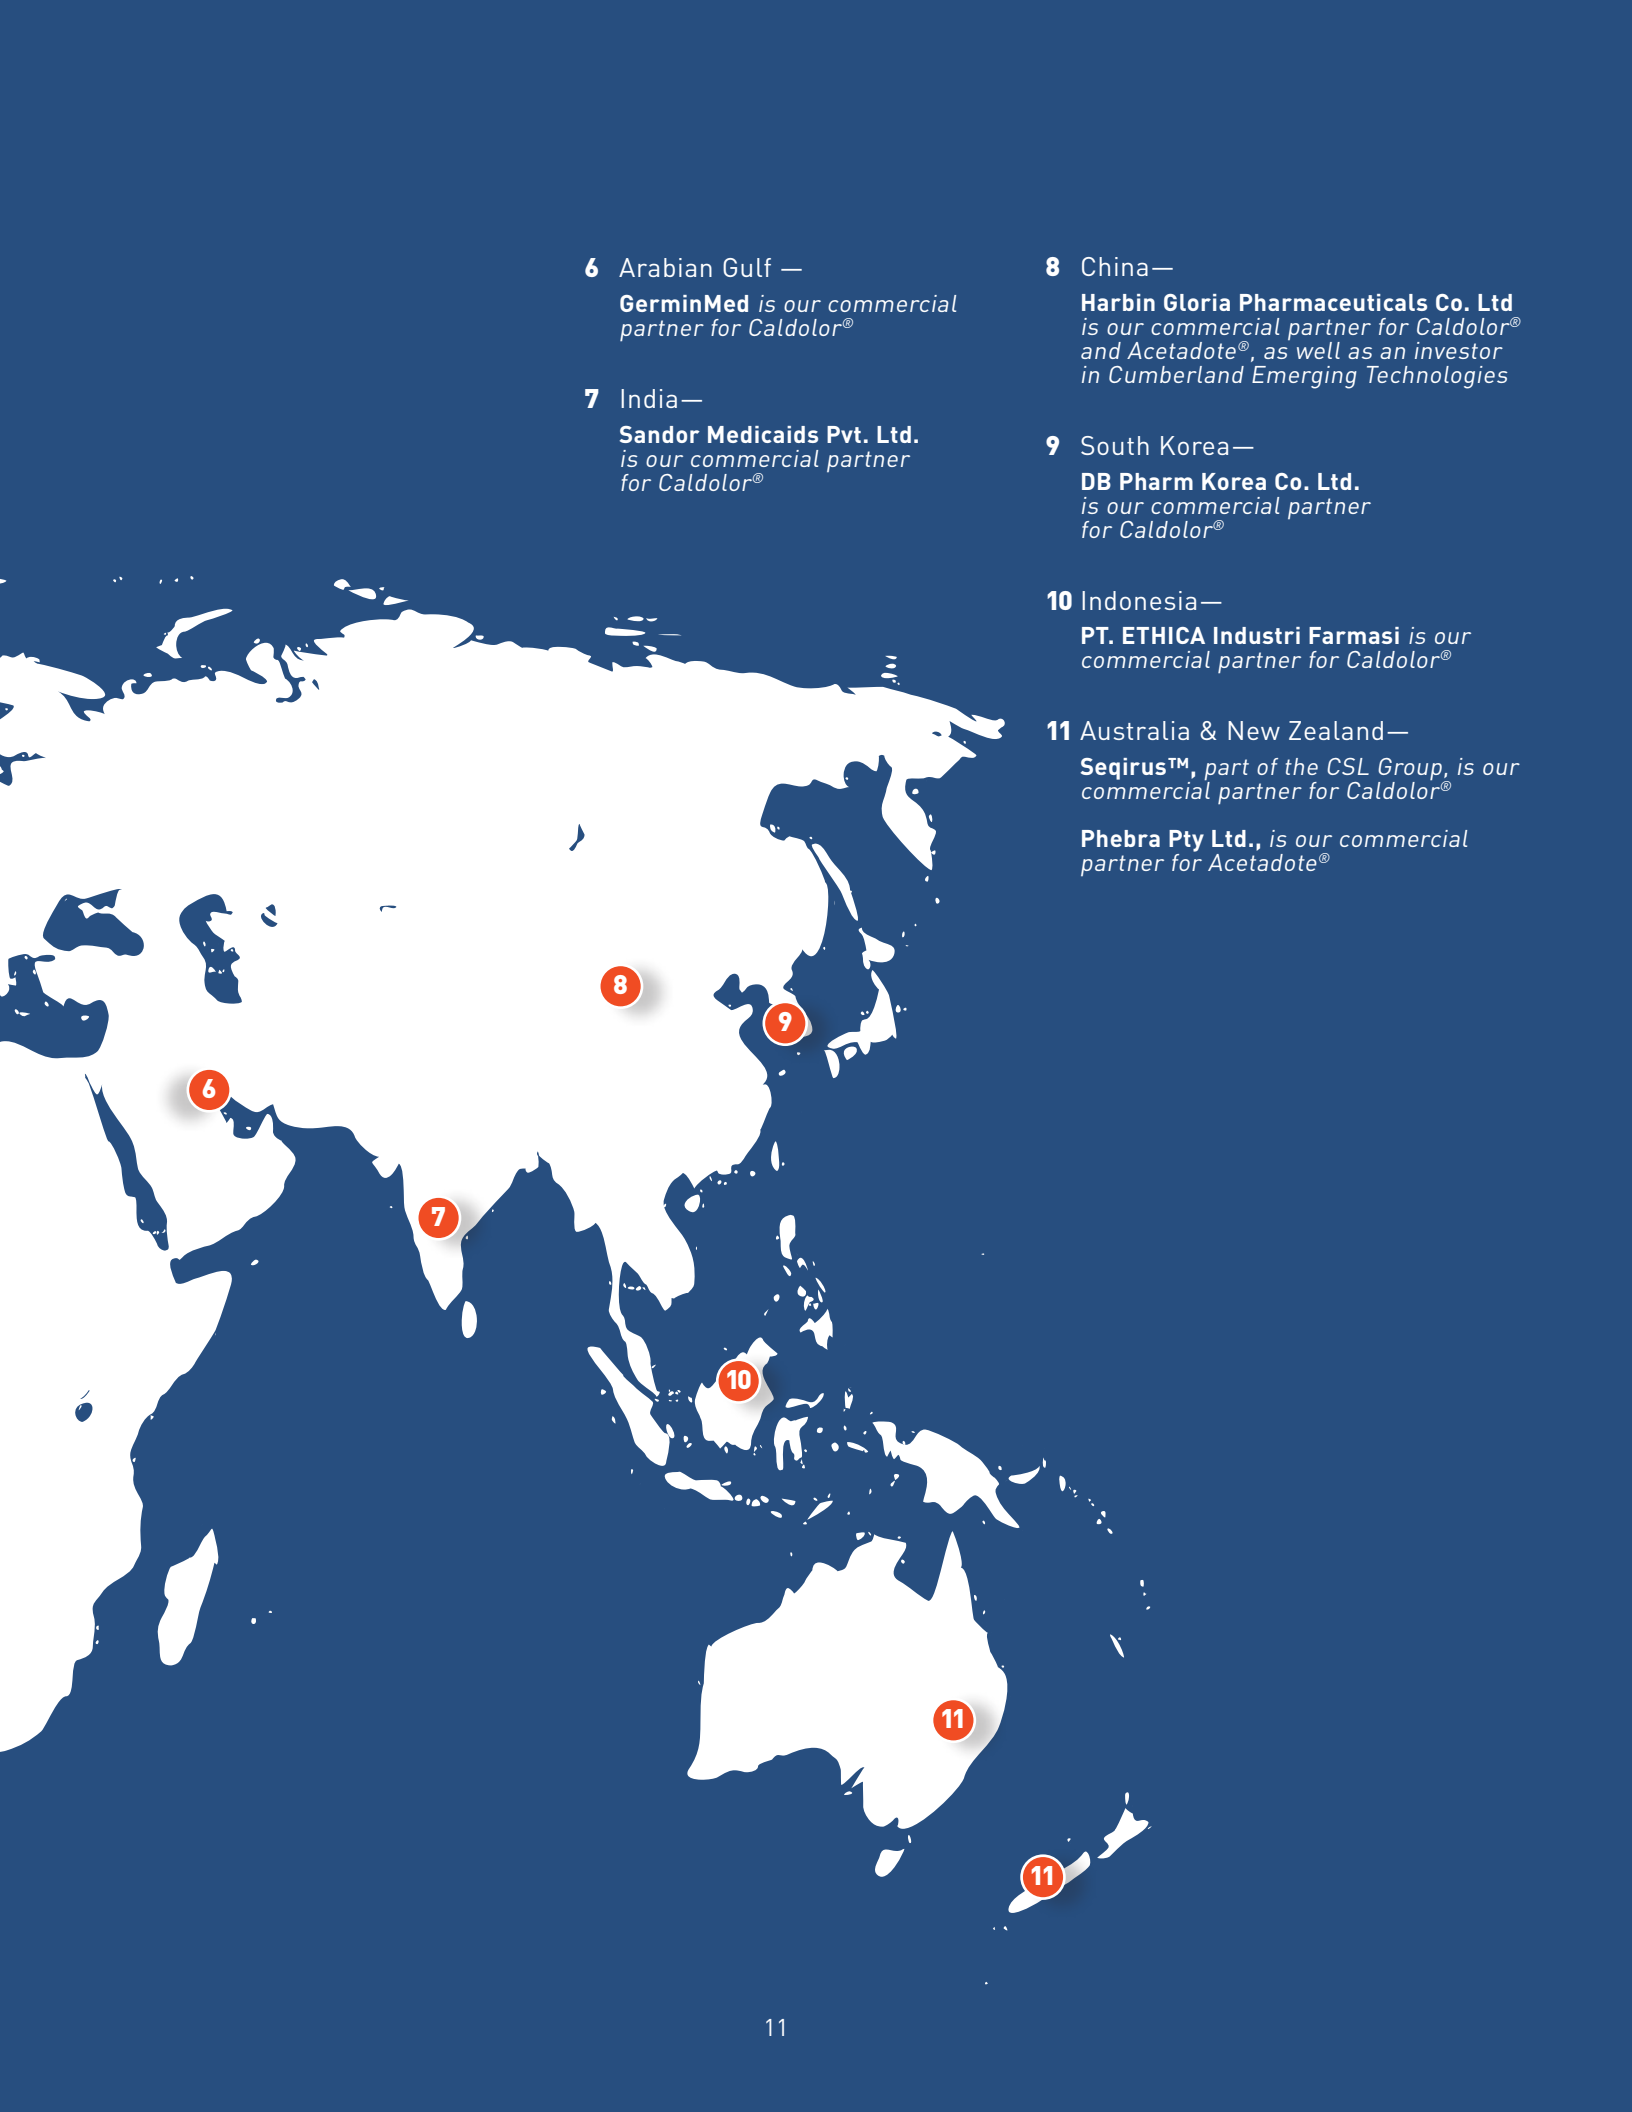 6 Arabian Gulf —
GerminMed is our commercial
partner for Caldolor®
7 India—
Sandor Medicaids Pvt. Ltd.
is our commercial partner
for Caldolor®
8 China—
Harbin Gloria Pharmaceuticals Co. Ltd
is our commercial partner for Caldolor®
and Acetadote®, as well as an investor
in Cumberland Emerging Technologies
9 South Korea—
DB Pharm Korea Co. Ltd.
is our commercial partner
for Caldolor®
10 Indonesia—
PT. ETHICA Industri Farmasi is our
commercial partner for Caldolor®
11 Australia & New Zealand—
Seqirus™, part of the CSL Group, is our
commercial partner for Caldolor®
Phebra Pty Ltd., is our commercial
partner for Acetadote®
8
9
6
7
10
11
11
11